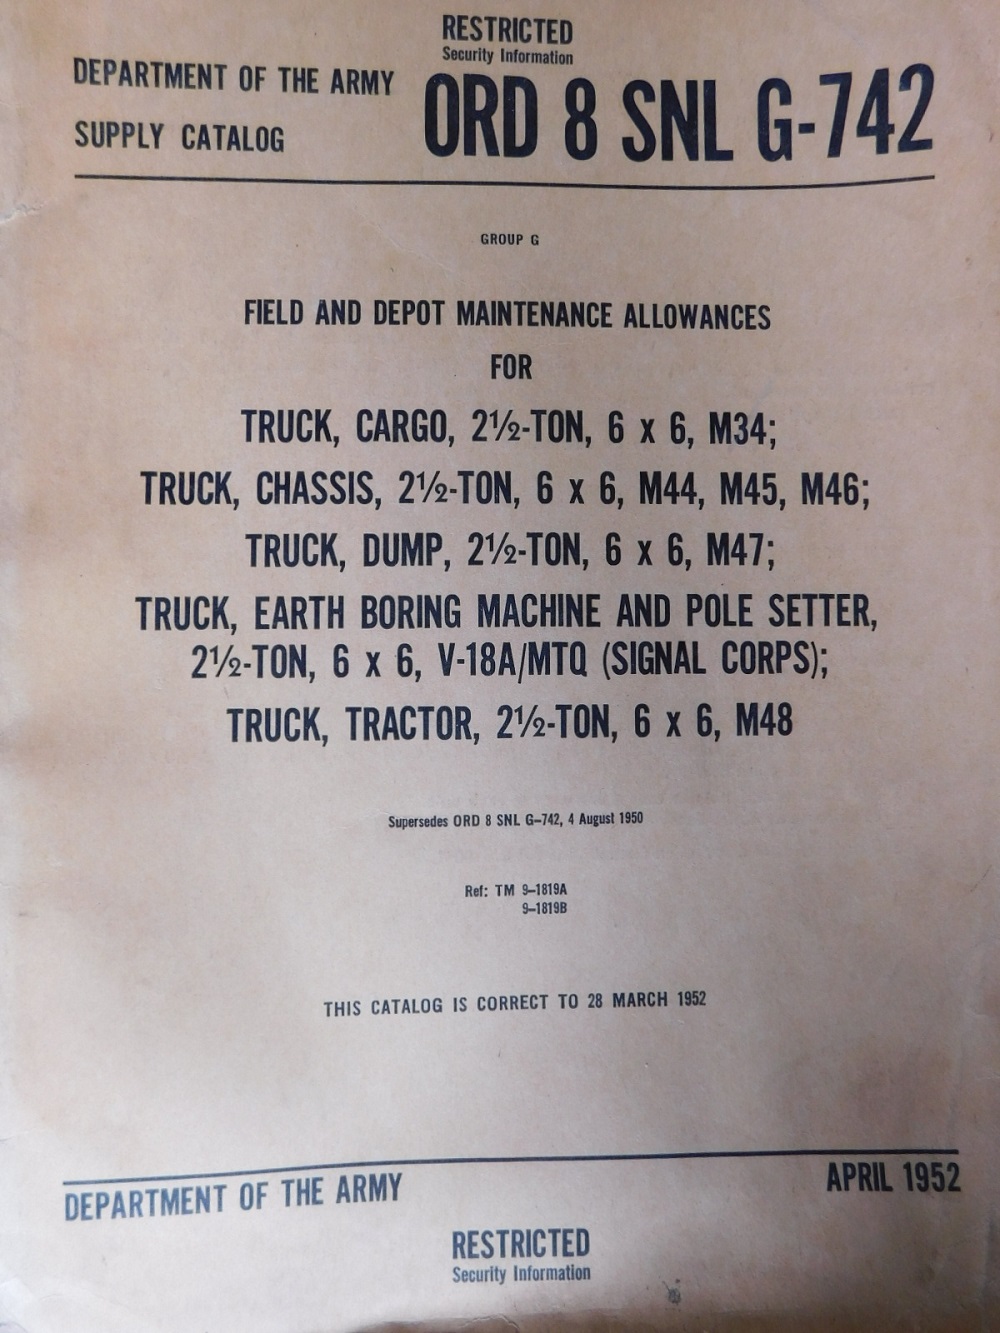 RESTRICTED
Security Information
DEPARTMENT OF THE ARMY
SUPPLY CATALOG
ORD 8 SNL G-742
GROUP G
FIELD AND DEPOT MAINTENANCE ALLOWANCES
FOR
TRUCK, CARGO, 2½-TON, 6 x 6, M34;
TRUCK, CHASSIS, 2½-TON, 6 x 6, M44, M45, M46;
TRUCK, DUMP, 2½-TON, 6 x 6, M47;
TRUCK, EARTH BORING MACHINE AND POLE SETTER,
2½-TON, 6 x 6, V-18A/MTQ (SIGNAL CORPS);
TRUCK, TRACTOR, 2½-TON, 6 x 6, M48
Supersedes ORD 8 SNL G–742, 4 August 1950
Ref: TM 9–1819A
9–1819B
THIS CATALOG IS CORRECT TO 28 MARCH 1952
DEPARTMENT OF THE ARMY
APRIL 1952
RESTRICTED
Security Information